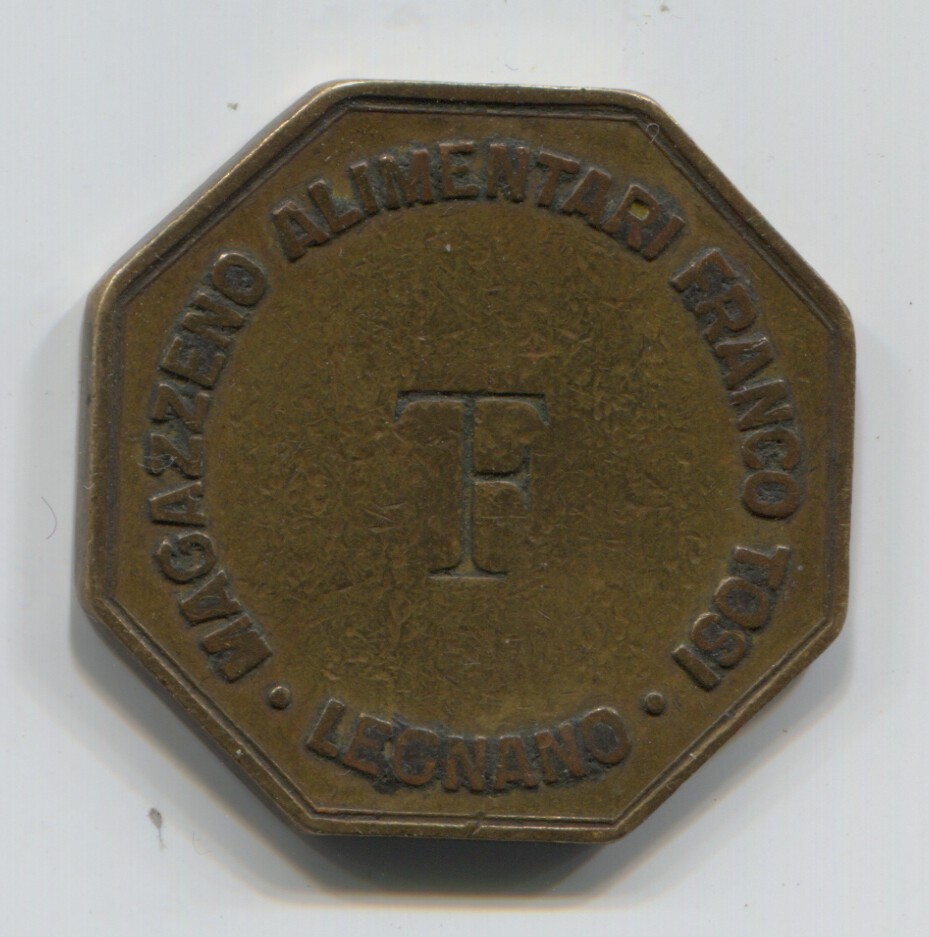 MAGAZZENO ALIMENTARI FRANCO TOSI
• LEGNANO •
TF